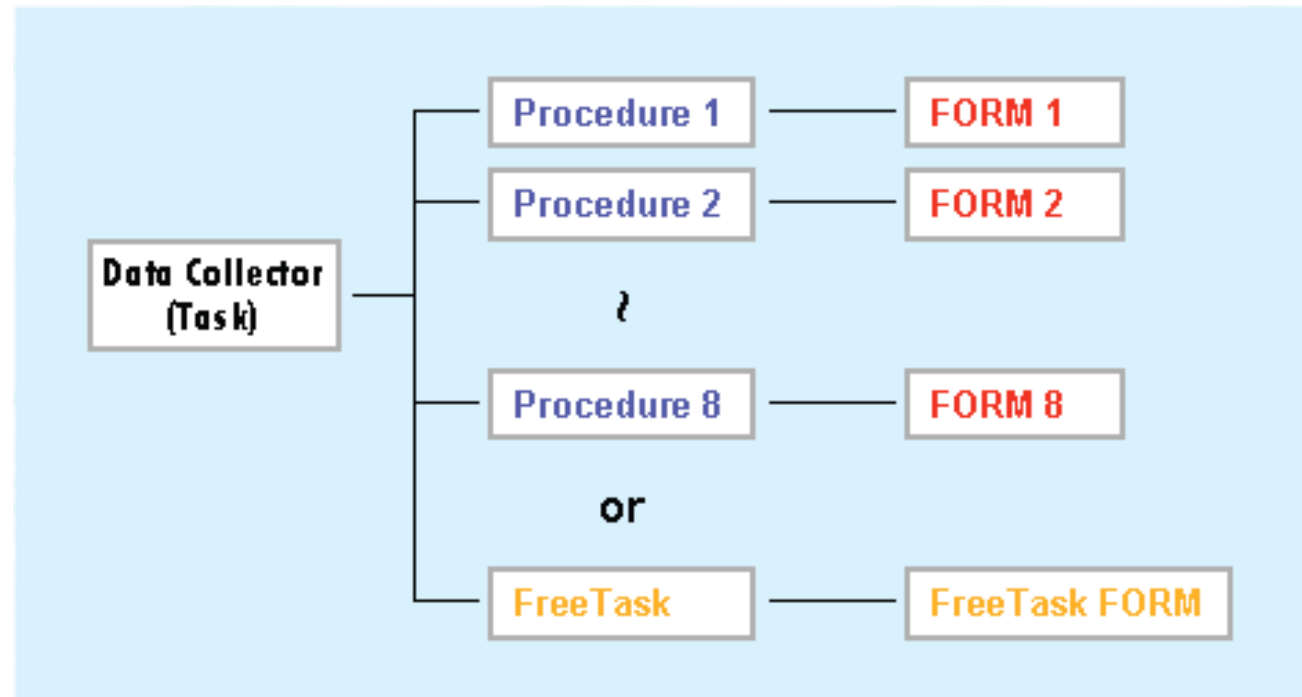 Procedure 1 FORM 1
Procedure 2 FORM 2
Data Collector
(Task)
~
Procedure 8 FORM 8
or
FreeTask FreeTask FORM